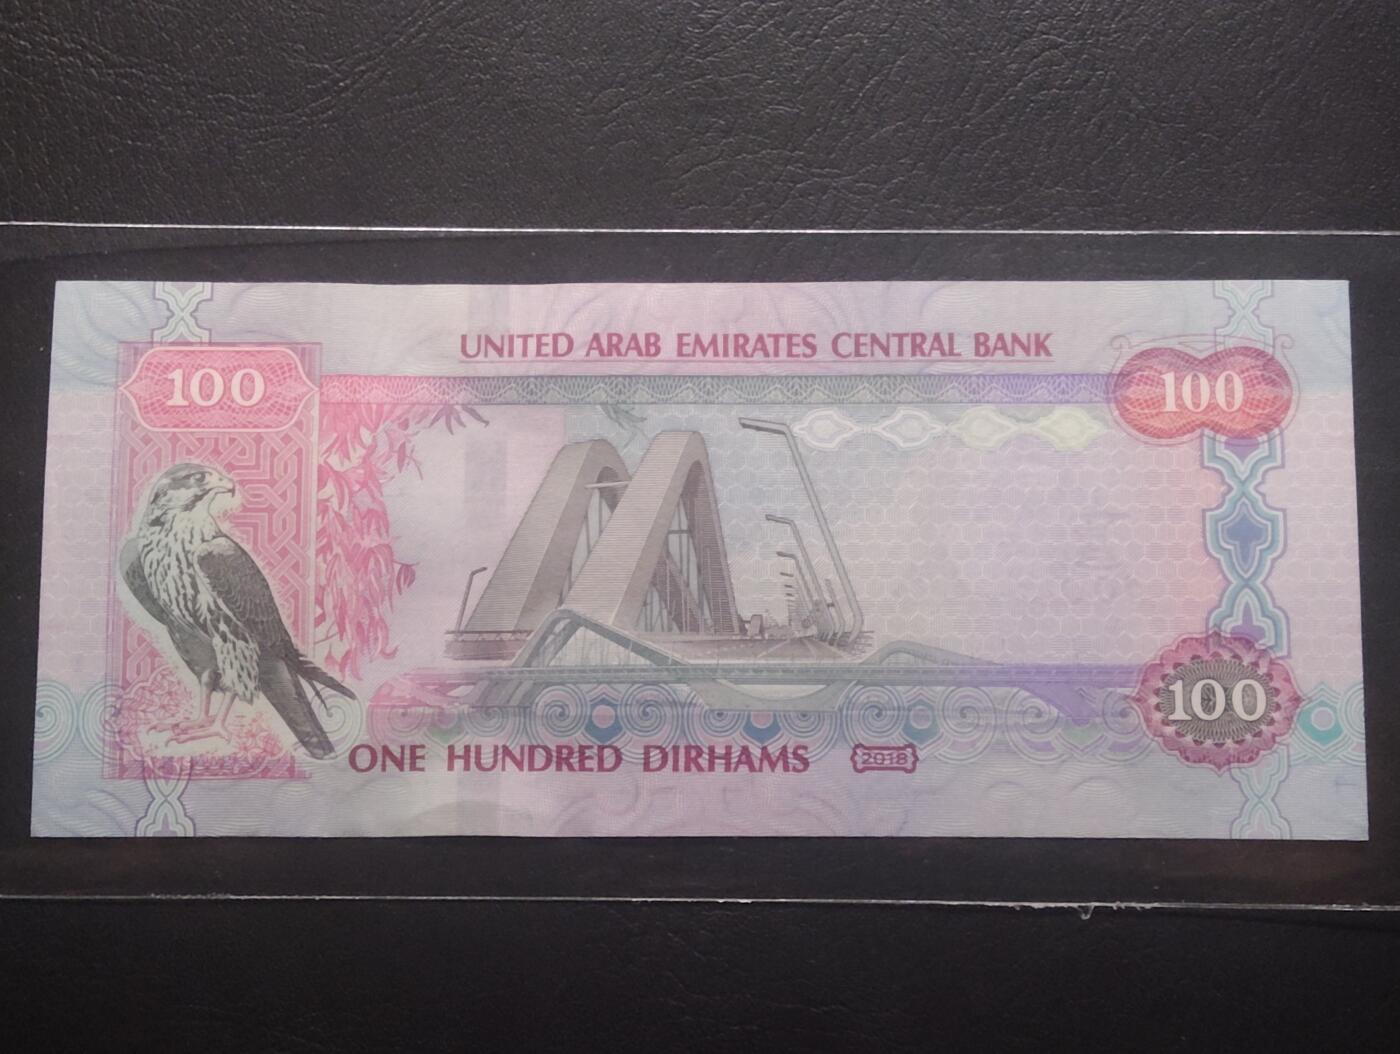 UNITED ARAB EMIRATES CENTRAL BANK
100
100
100
ONE HUNDRED DIRHAMS
2018